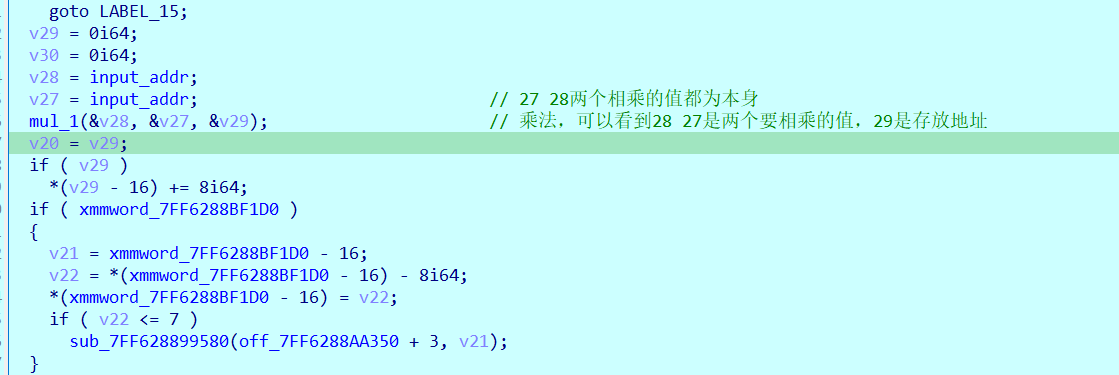 goto LABEL_15;
v29 = 0i64;
v30 = 0i64;
v28 = input_addr;
v27 = input_addr; // 27 28两个相乘的值都为本身
mul_1(&v28, &v27, &v29); // 乘法，可以看到28 27是两个要相乘的值，29是存放地址
v20 = v29;
if ( v29 )
*(v29 - 16) += 8i64;
if ( xmmword_7FF6288BF1D0 )
{
v21 = xmmword_7FF6288BF1D0 - 16;
v22 = *(xmmword_7FF6288BF1D0 - 16) - 8i64;
*(xmmword_7FF6288BF1D0 - 16) = v22;
if ( v22 <= 7 )
sub_7FF628899580(off_7FF6288AA350 + 3, v21);
}